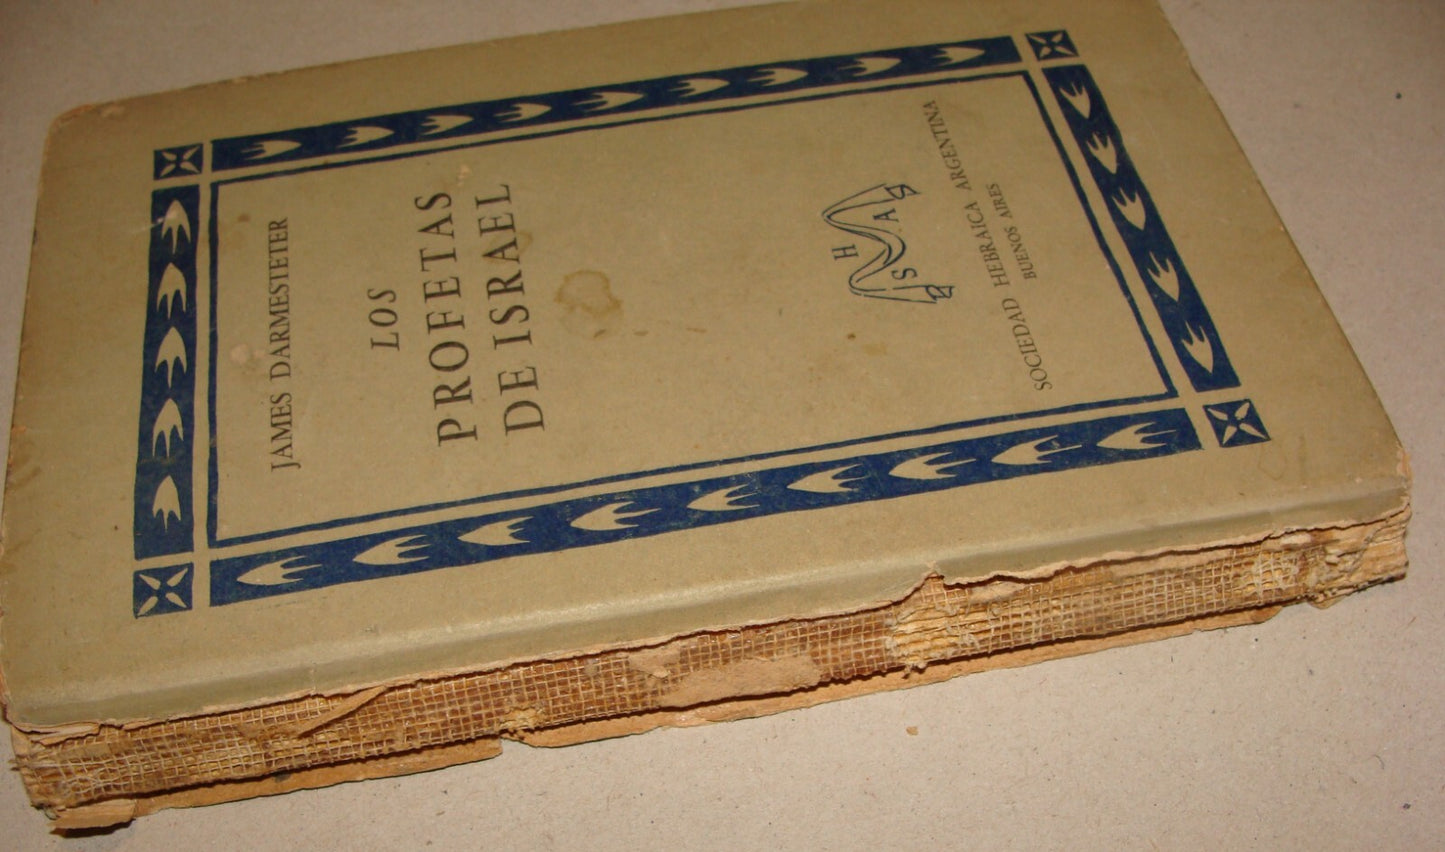 JAMES DARMESTETER
LOS
PROFETAS
DE ISRAEL
S H A
SOCIEDAD HEBRAICA ARGENTINA
BUENOS AIRES